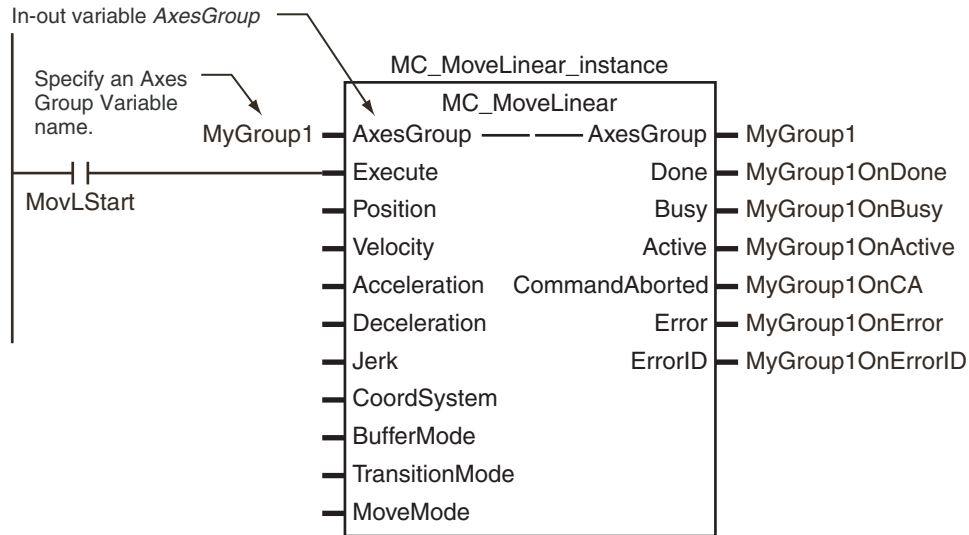 In-out variable AxesGroup
Specify an Axes
Group Variable
name.
MC_MoveLinear_instance
MC_MoveLinear
MyGroup1 AxesGroup AxesGroup MyGroup1
Execute Done MyGroup1OnDone
MovLStart
Position Busy MyGroup1OnBusy
Velocity Active MyGroup1OnActive
Acceleration CommandAborted MyGroup1OnCA
Deceleration Error MyGroup1OnError
Jerk ErrorID MyGroup1OnErrorID
CoordSystem
BufferMode
TransitionMode
MoveMode